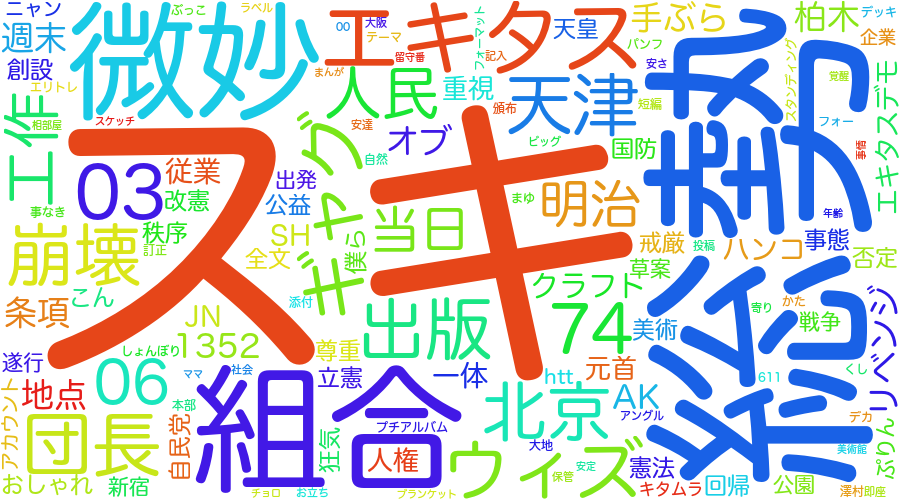 ニャン
ぶっこ
ラベル
エキタス
フォーマット
00
大阪
天皇
手ぶら
柏木
デッキ
週末
微妙
テーマ
留守番
記入
パンフ
企業
創設
まんが
人民
重視
天津
安さ
総執
スタンディング
覚醒
エリトレ
ギャグ
頒布
短編
カ
フォー
エキタスデモ
工作
相部屋
スケッチ
安達
オブ
ビッグ
国防
事情
03
従業
出発
自然
スキ
まゆ
明治
年齢
事なき
改憲
公益
当日
戒厳
ハンコ
事態
崩壊
秩序
訂正
SH
全文
僕ら
投稿
否定
条項
こん
添付
クラフト
草案
寄り
かた
リベンジ
JN
1352
出版
74
美術
戦争
遂行
しょんぼり
尊重
元首
06
ママ
社会
立憲
一体
htt
611
くし
アカウント
地点
本部
組合
北京
AK
アングル
デカ
ぷりん
団長
自民党
狂気
プチアルバム
大地
美術館
人権
ウィズ
安定
憲法
おしゃれ
新宿
チョロ
お立ち
ブランケット
保管
キタムラ
回帰
公園
澤村
即座